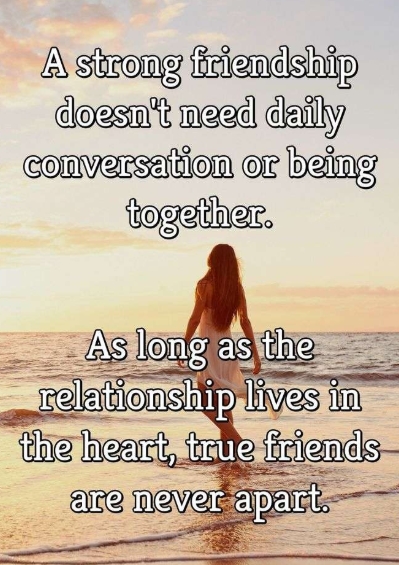 A strong friendship
doesn't need daily
conversation or being
together.
As long as the
relationship lives in
the heart, true friends
are never apart.